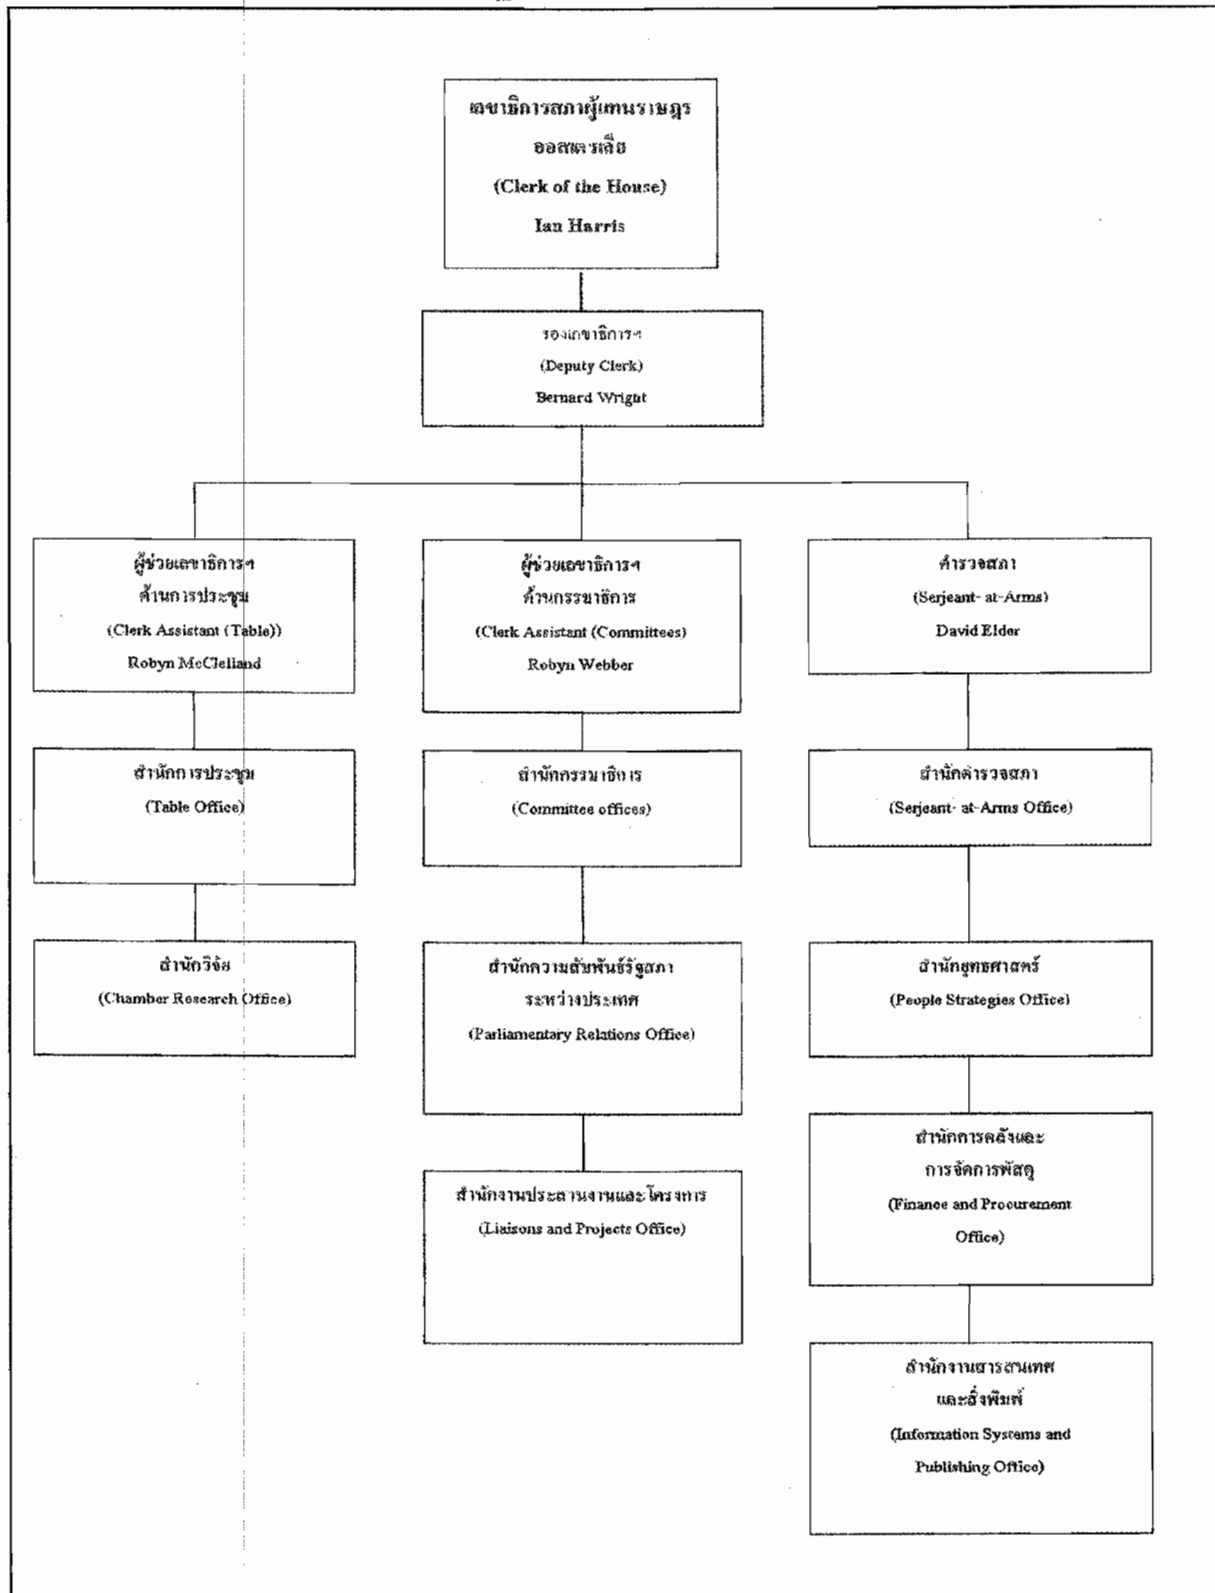 เลขาธิการสภาผู้แทนราษฎร
ออสเตรเลีย
(Clerk of the House)
Ian Harris
รองเลขาธิการฯ
(Deputy Clerk)
Bernard Wright
ผู้ช่วยเลขาธิการฯ
ด้านการประชุม
(Clerk Assistant (Table))
Robyn McClelland
ผู้ช่วยเลขาธิการฯ
ด้านกรรมาธิการ
(Clerk Assistant (Committees)
Robyn Webber
ตำรวจสภา
(Serjeant- at-Arms)
David Elder
สำนักการประชุม
(Table Office)
สำนักกรรมาธิการ
(Committee offices)
สำนักตำรวจสภา
(Serjeant- at-Arms Office)
สำนักวิจัย
(Chamber Research Office)
สำนักความสัมพันธ์รัฐสภา
ระหว่างประเทศ
(Parliamentary Relations Office)
สำนักยุทธศาสตร์
(People Strategies Office)
สำนักงานประสานงานและโครงการ
(Liaisons and Projects Office)
สำนักการคลังและ
การจัดการพัสดุ
(Finance and Procurement
Office)
สำนักงานสารสนเทศ
และสิ่งพิมพ์
(Information Systems and
Publishing Office)